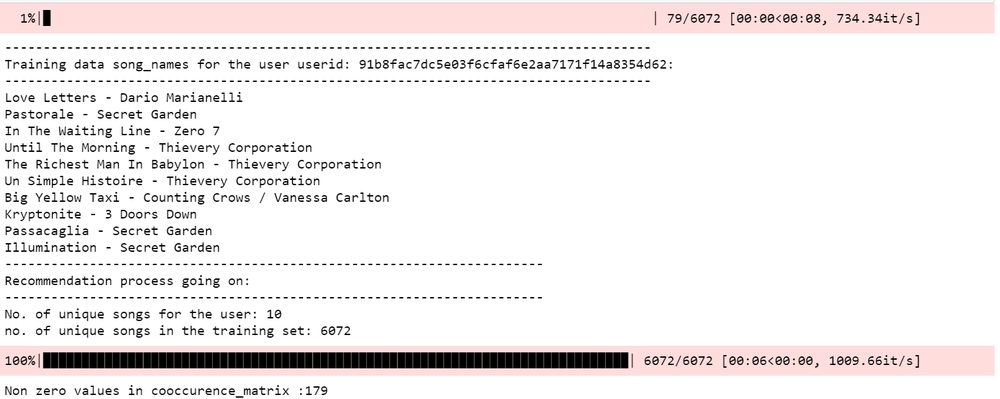 1%|█ | 79/6072 [00:00<00:08, 734.34it/s]
------------------------------------------------------------------------------------
Training data song_names for the user userid: 91b8fac7dc5e03f6cfaf6e2aa7171f14a8354d62:
------------------------------------------------------------------------------------
Love Letters - Dario Marianelli
Pastorale - Secret Garden
In The Waiting Line - Zero 7
Until The Morning - Thievery Corporation
The Richest Man In Babylon - Thievery Corporation
Un Simple Histoire - Thievery Corporation
Big Yellow Taxi - Counting Crows / Vanessa Carlton
Kryptonite - 3 Doors Down
Passacaglia - Secret Garden
Illumination - Secret Garden
----------------------------------------------------------------------
Recommendation process going on:
----------------------------------------------------------------------
No. of unique songs for the user: 10
no. of unique songs in the training set: 6072
100%|████████████████████████████████████████████████████████████████████████████| 6072/6072 [00:06<00:00, 1009.66it/s]
Non zero values in cooccurence_matrix :179